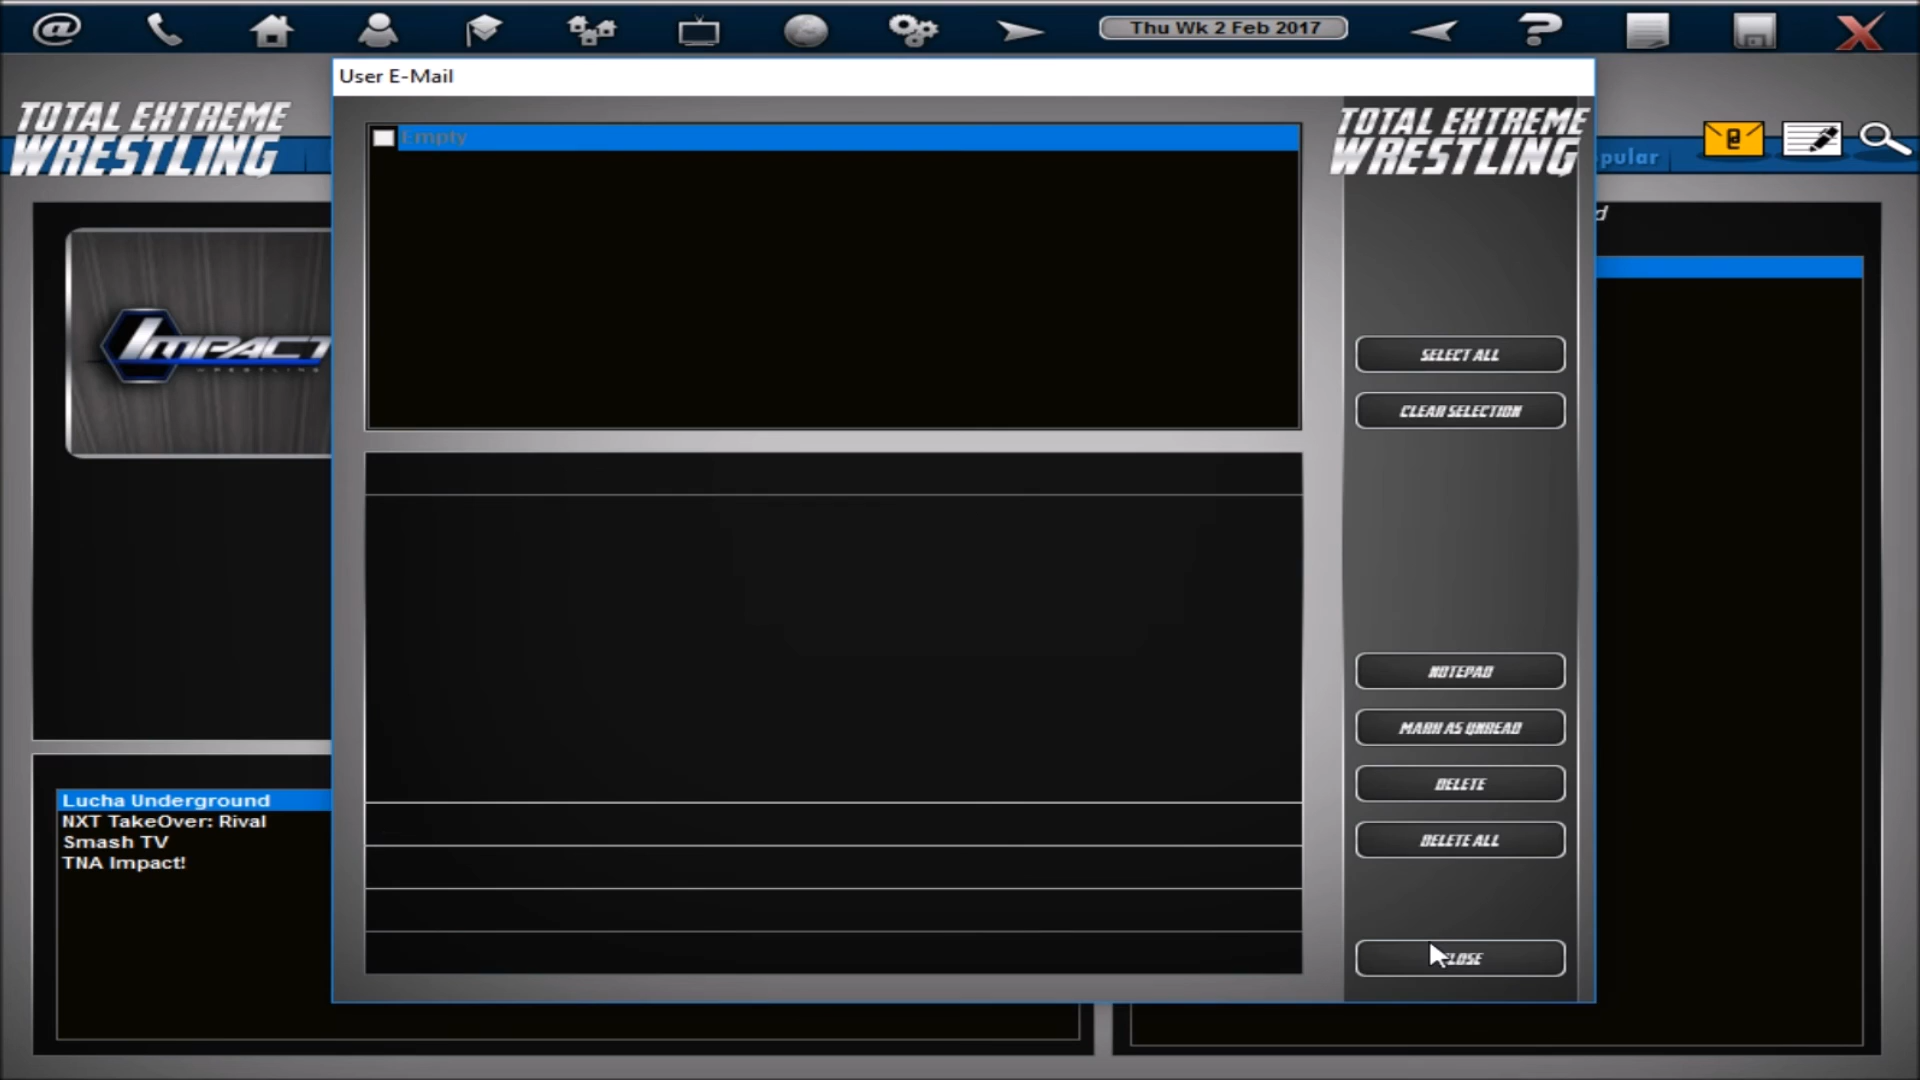 Thu Wk 2 Feb 2017
User E-Mail
TOTAL EXTREME
WRESTLING
Empty
TOTAL EXTREME
WRESTLING
pular
d
IMPACT
WRESTLING
SELECT ALL
CLEAR SELECTION
NOTEPAD
MARK AS UNREAD
DELETE
DELETE ALL
CLOSE
Lucha Underground
NXT TakeOver: Rival
Smash TV
TNA Impact!